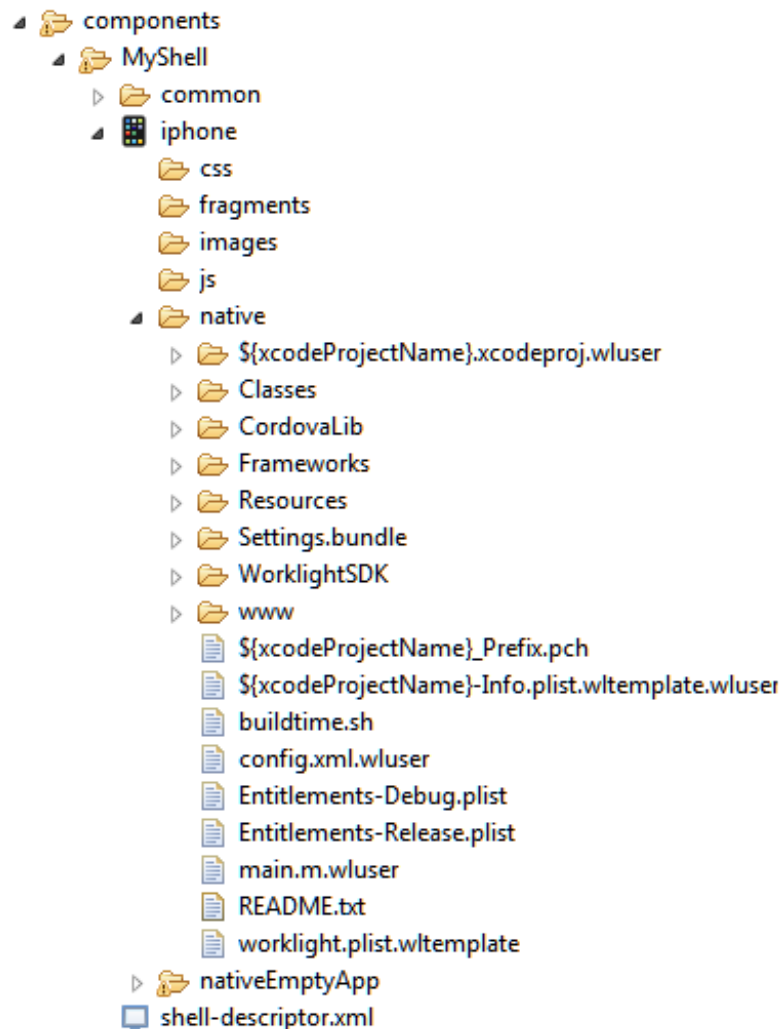 components
MyShell
common
iphone
css
fragments
images
js
native
${xcodeProjectName}.xcodeproj.wluser
Classes
CordovaLib
Frameworks
Resources
Settings.bundle
WorklightSDK
www
${xcodeProjectName}_Prefix.pch
${xcodeProjectName}-Info.plist.wltemplate.wluser
buildtime.sh
config.xml.wluser
Entitlements-Debug.plist
Entitlements-Release.plist
main.m.wluser
README.txt
worklight.plist.wltemplate
nativeEmptyApp
shell-descriptor.xml